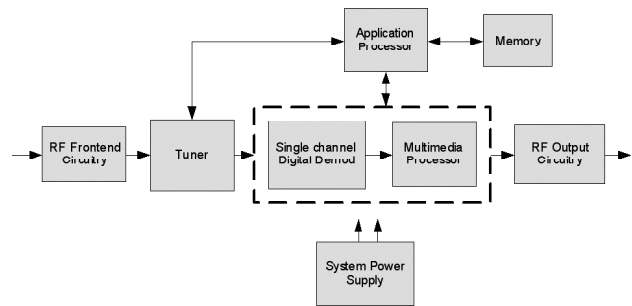 Application
Processor
Memory
RF Frontend
Circuitry
Tuner
Single channel
Digital Demod
Multimedia
Processor
RF Output
Circuitry
System Power
Supply